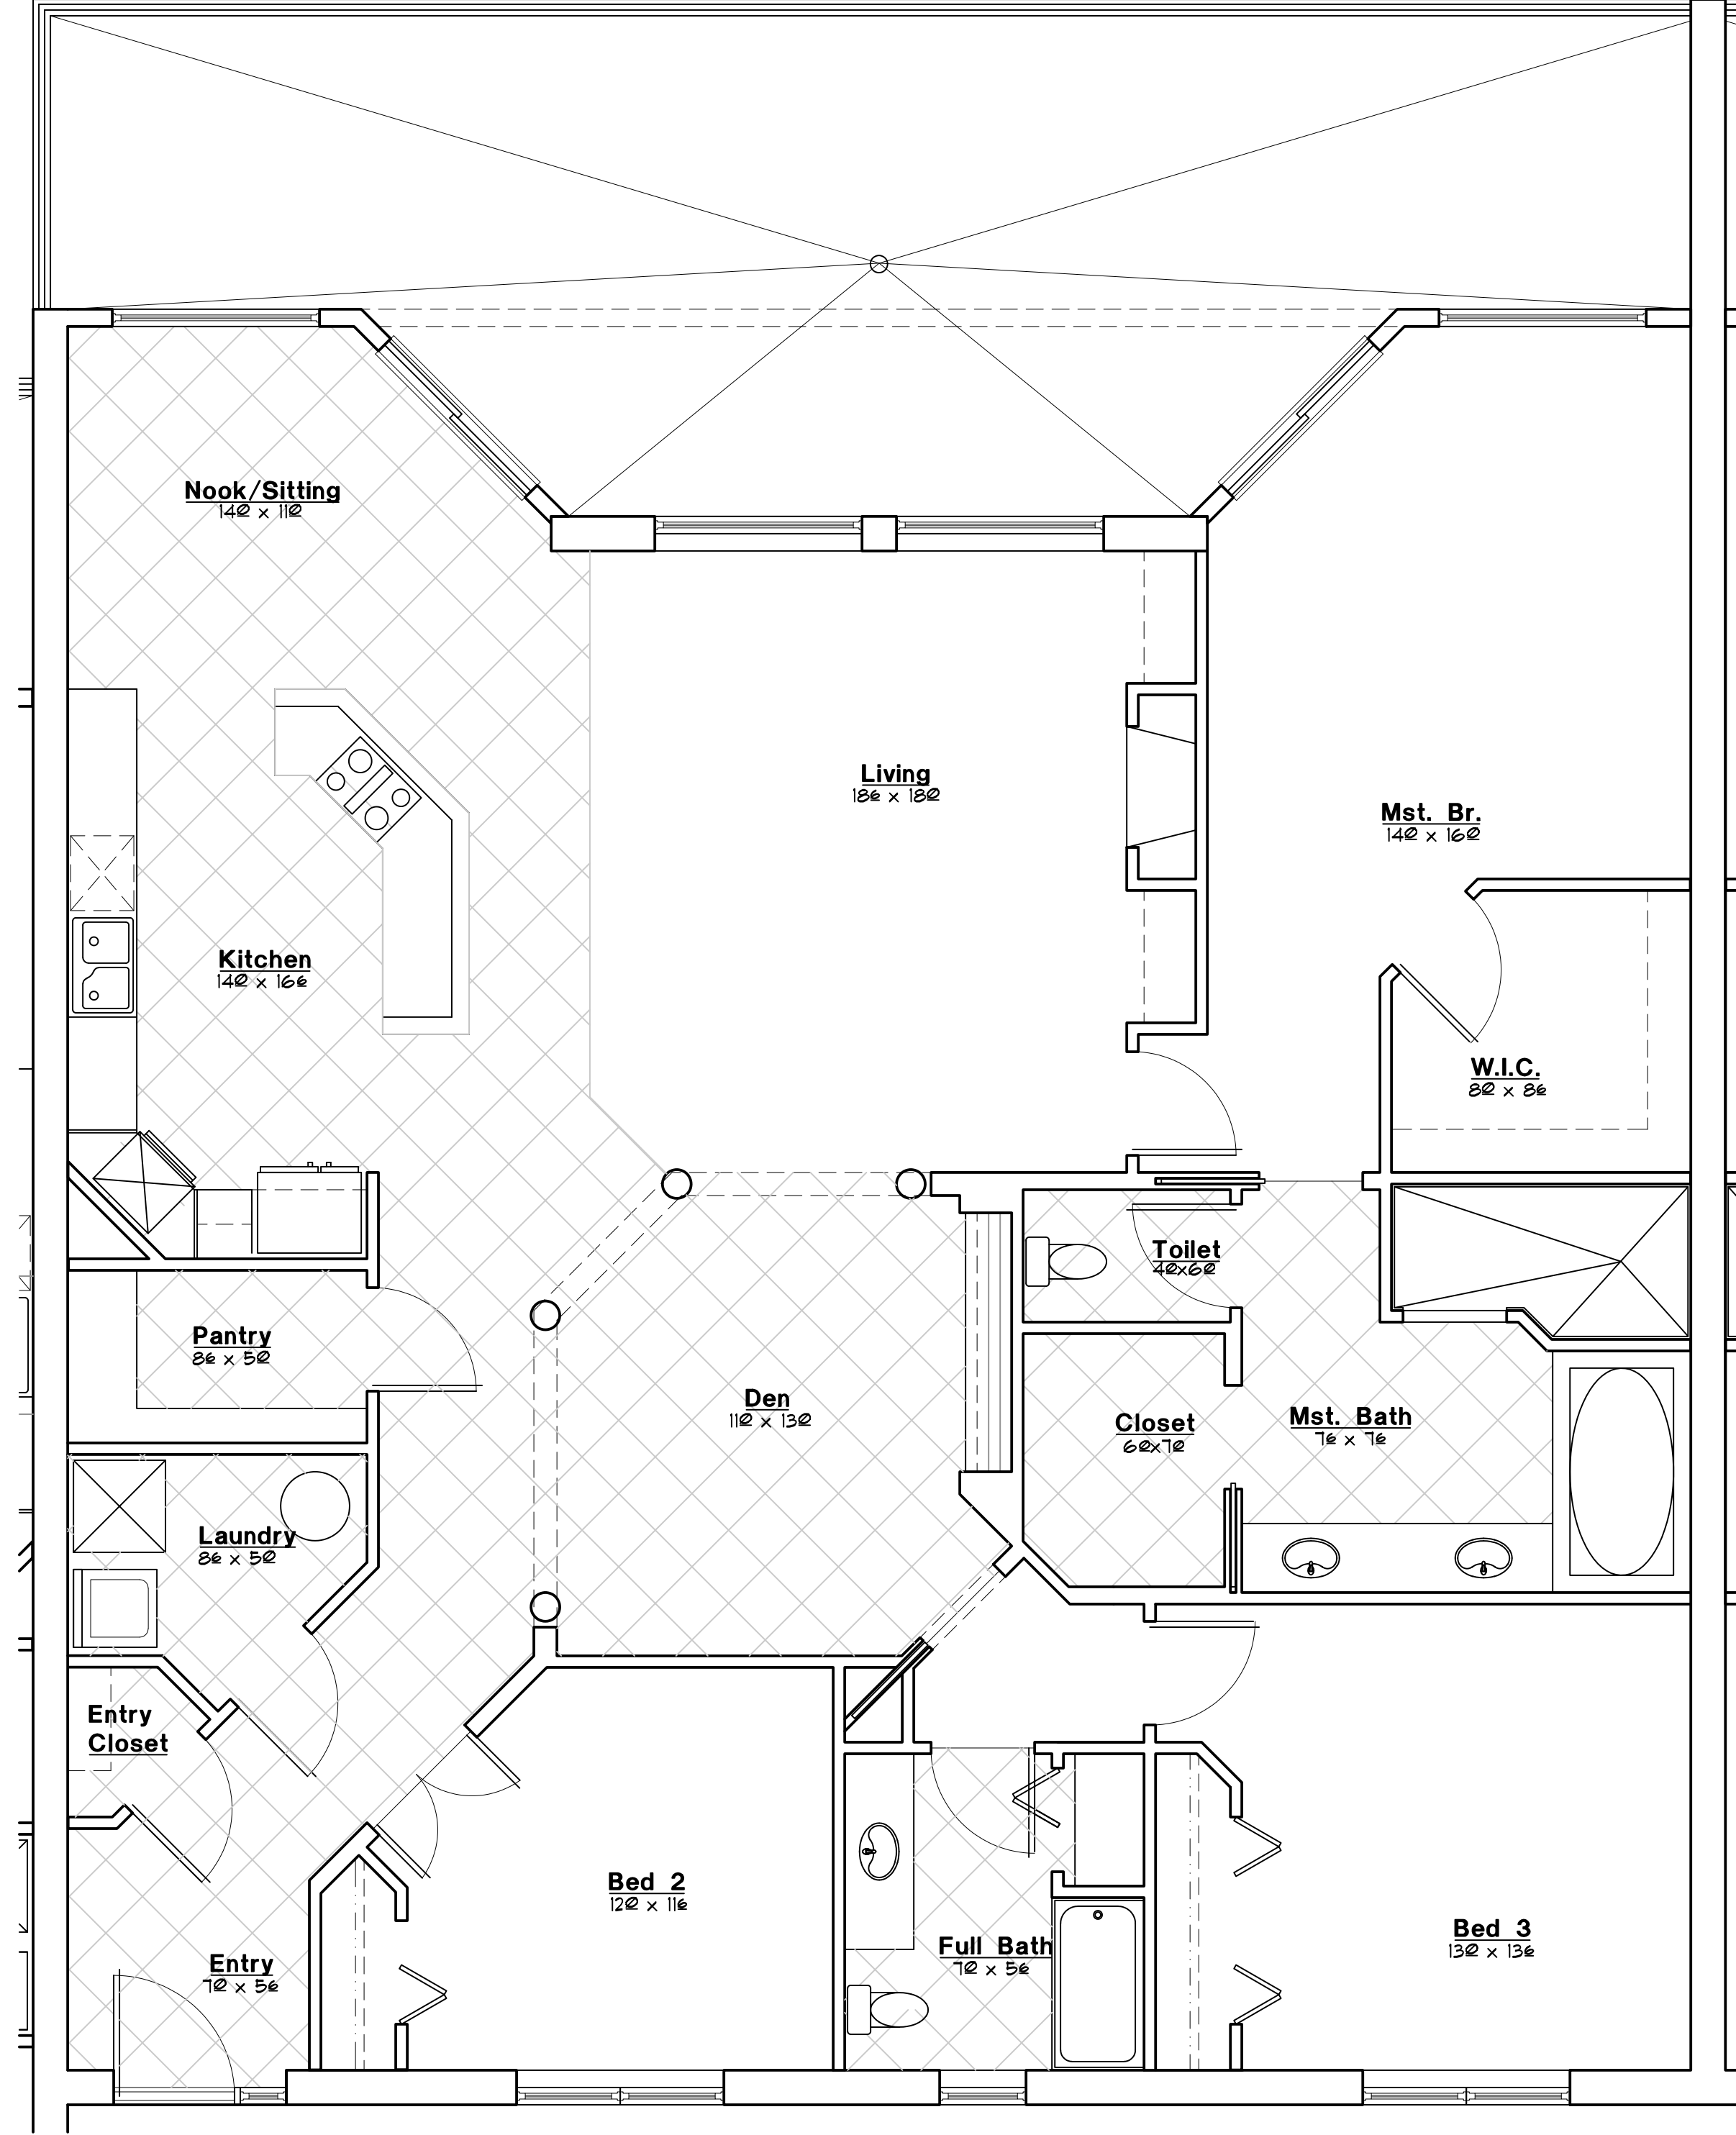 Nook/Sitting
140 x 110
Living
186 x 180
Mst. Br.
140 x 160
Kitchen
140 x 166
W.I.C.
80 x 86
Toilet
40x60
Pantry
86 x 50
Den
110 x 130
Closet
60x70
Mst. Bath
76 x 76
Laundry
86 x 50
Entry
Closet
Bed 2
120 x 116
Full Bath
70 x 56
Bed 3
130 x 136
Entry
70 x 56